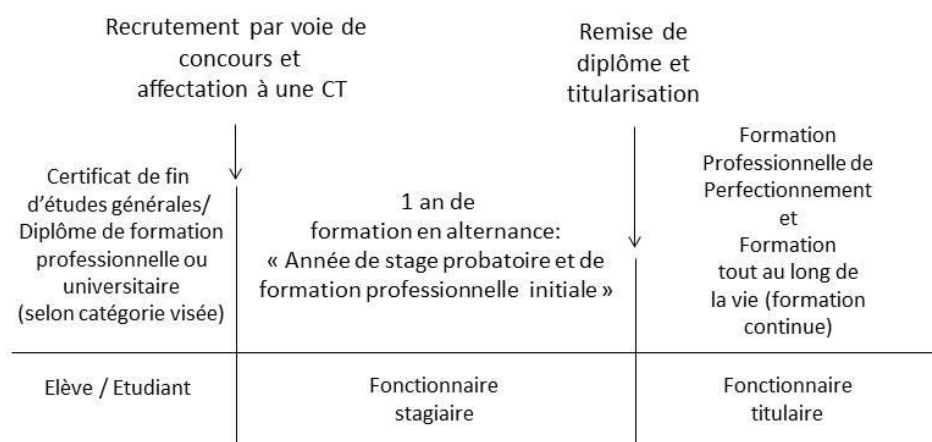 Recrutement par voie de
concours et
affectation à une CT
Remise de
diplôme et
titularisation
Certificat de fin
d'études générales/
Diplôme de formation
professionnelle ou
universitaire
(selon catégorie visée)
1 an de
formation en alternance:
« Année de stage probatoire et de
formation professionnelle initiale »
Formation
Professionnelle de
Perfectionnement
et
Formation
tout au long de
la vie (formation
continue)
Elève / Etudiant
Fonctionnaire
stagiaire
Fonctionnaire
titulaire